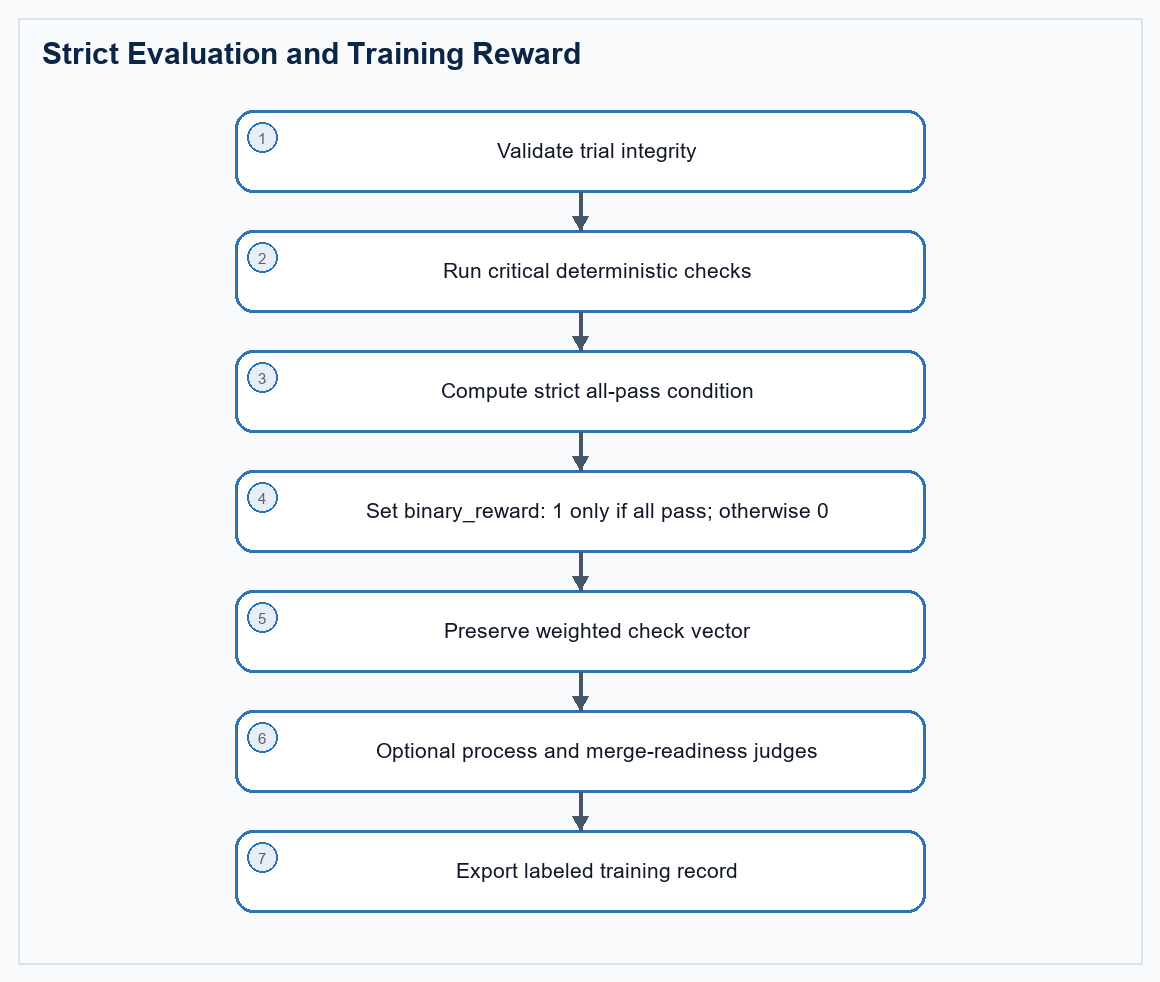 Strict Evaluation and Training Reward
1
Validate trial integrity
2
Run critical deterministic checks
3
Compute strict all-pass condition
4
Set binary_reward: 1 only if all pass; otherwise 0
5
Preserve weighted check vector
6
Optional process and merge-readiness judges
7
Export labeled training record